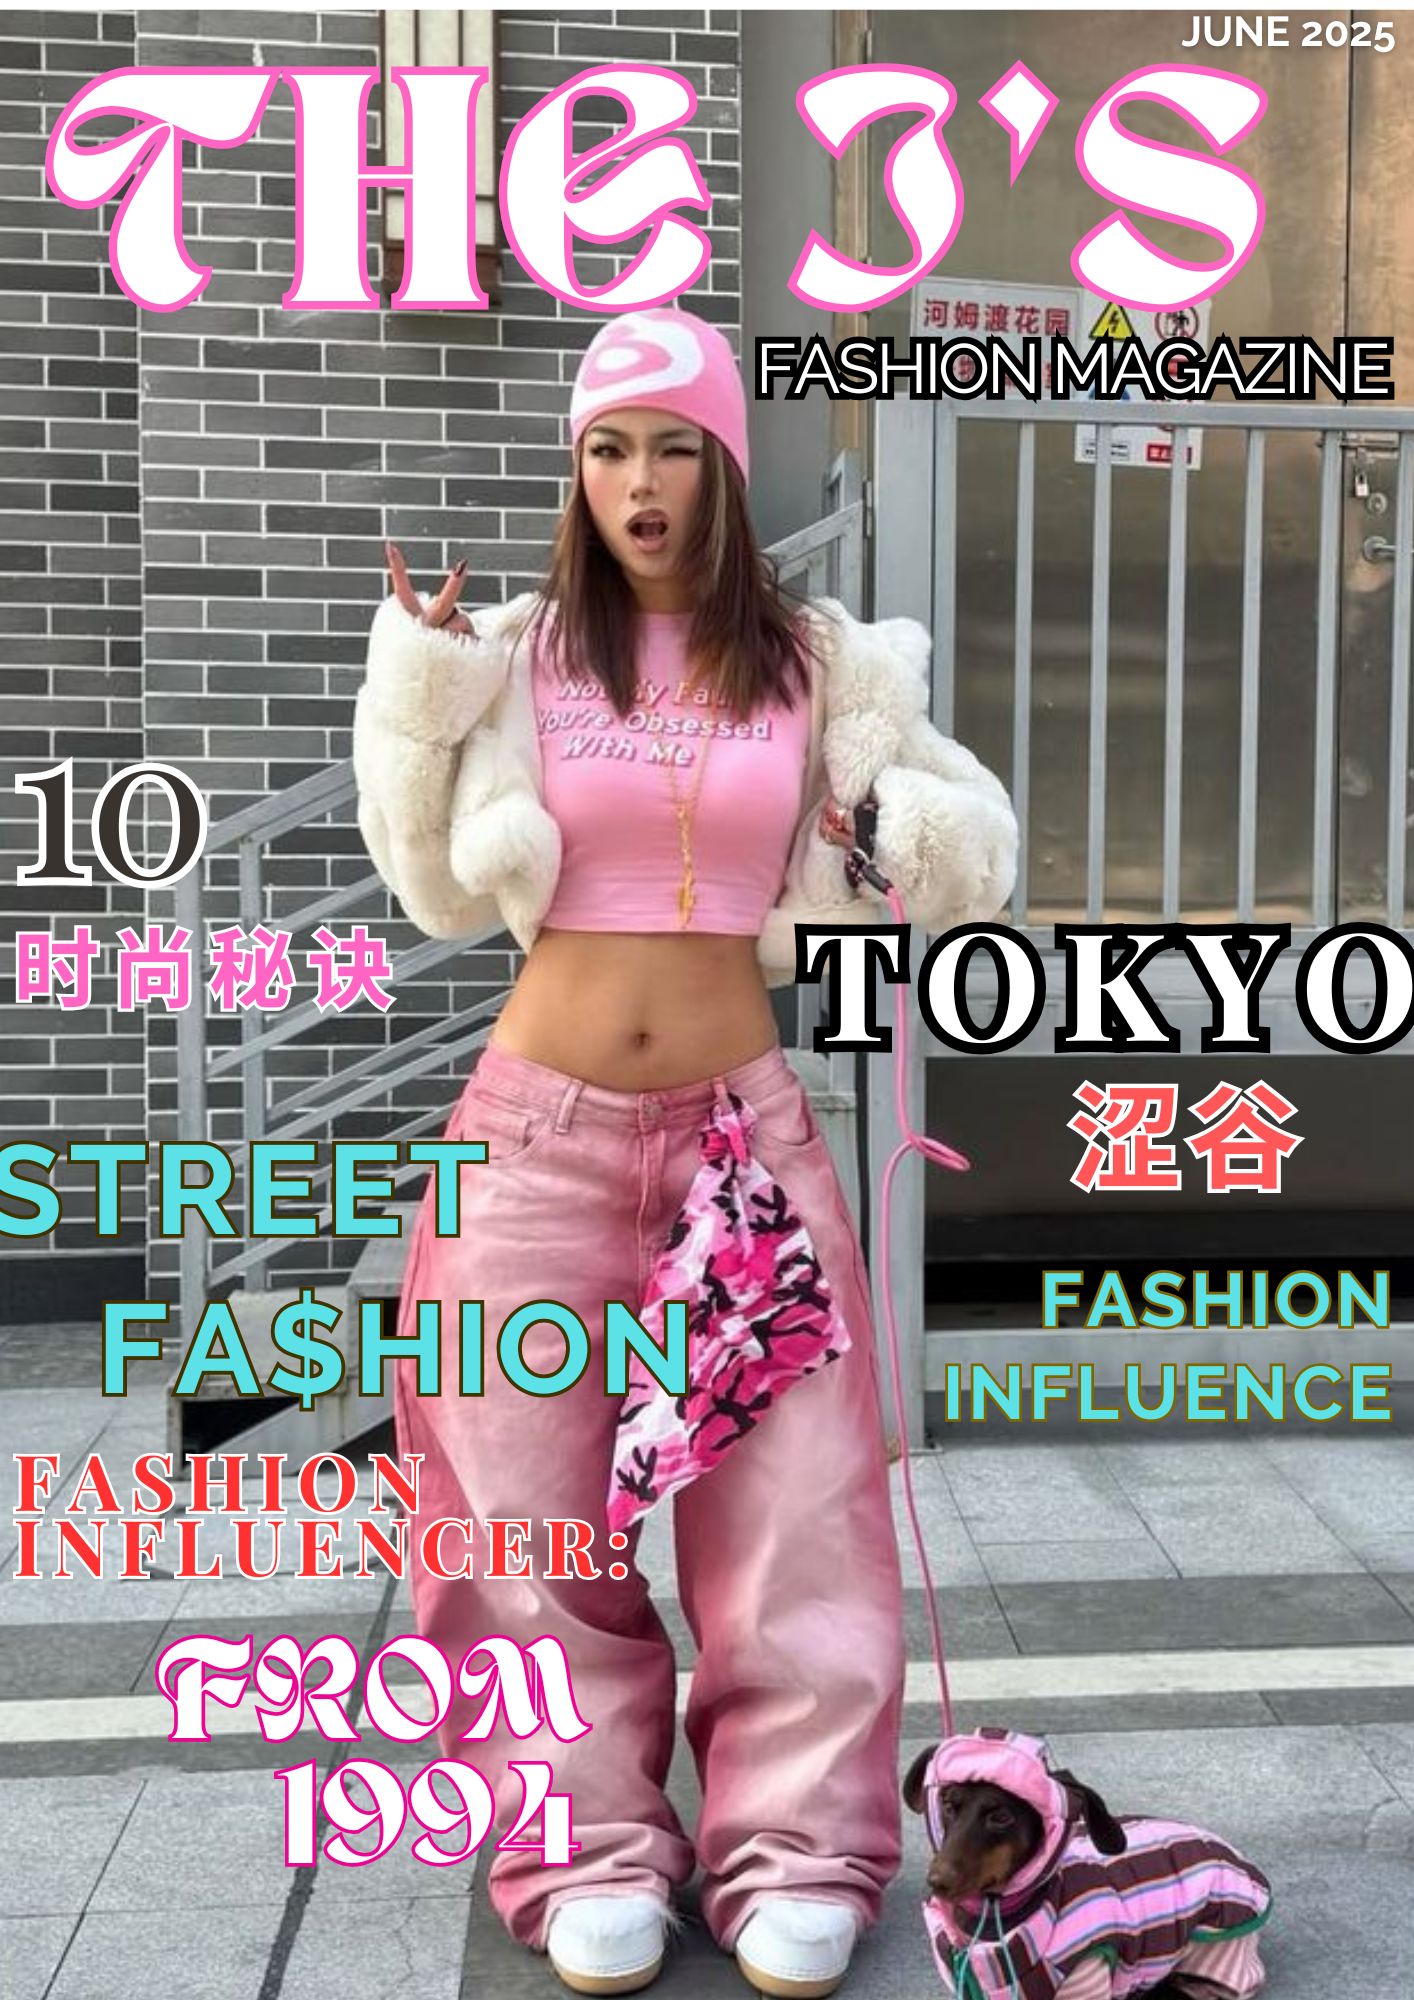 JUNE 2025
THE J'S
FASHION MAGAZINE
河姆渡花园
You're Obsessed
With Me
10
时尚秘诀
TOKYO
涩谷
STREET
FA$HION
FASHION
INFLUENCE
FASHION
INFLUENCER:
FROM
1994